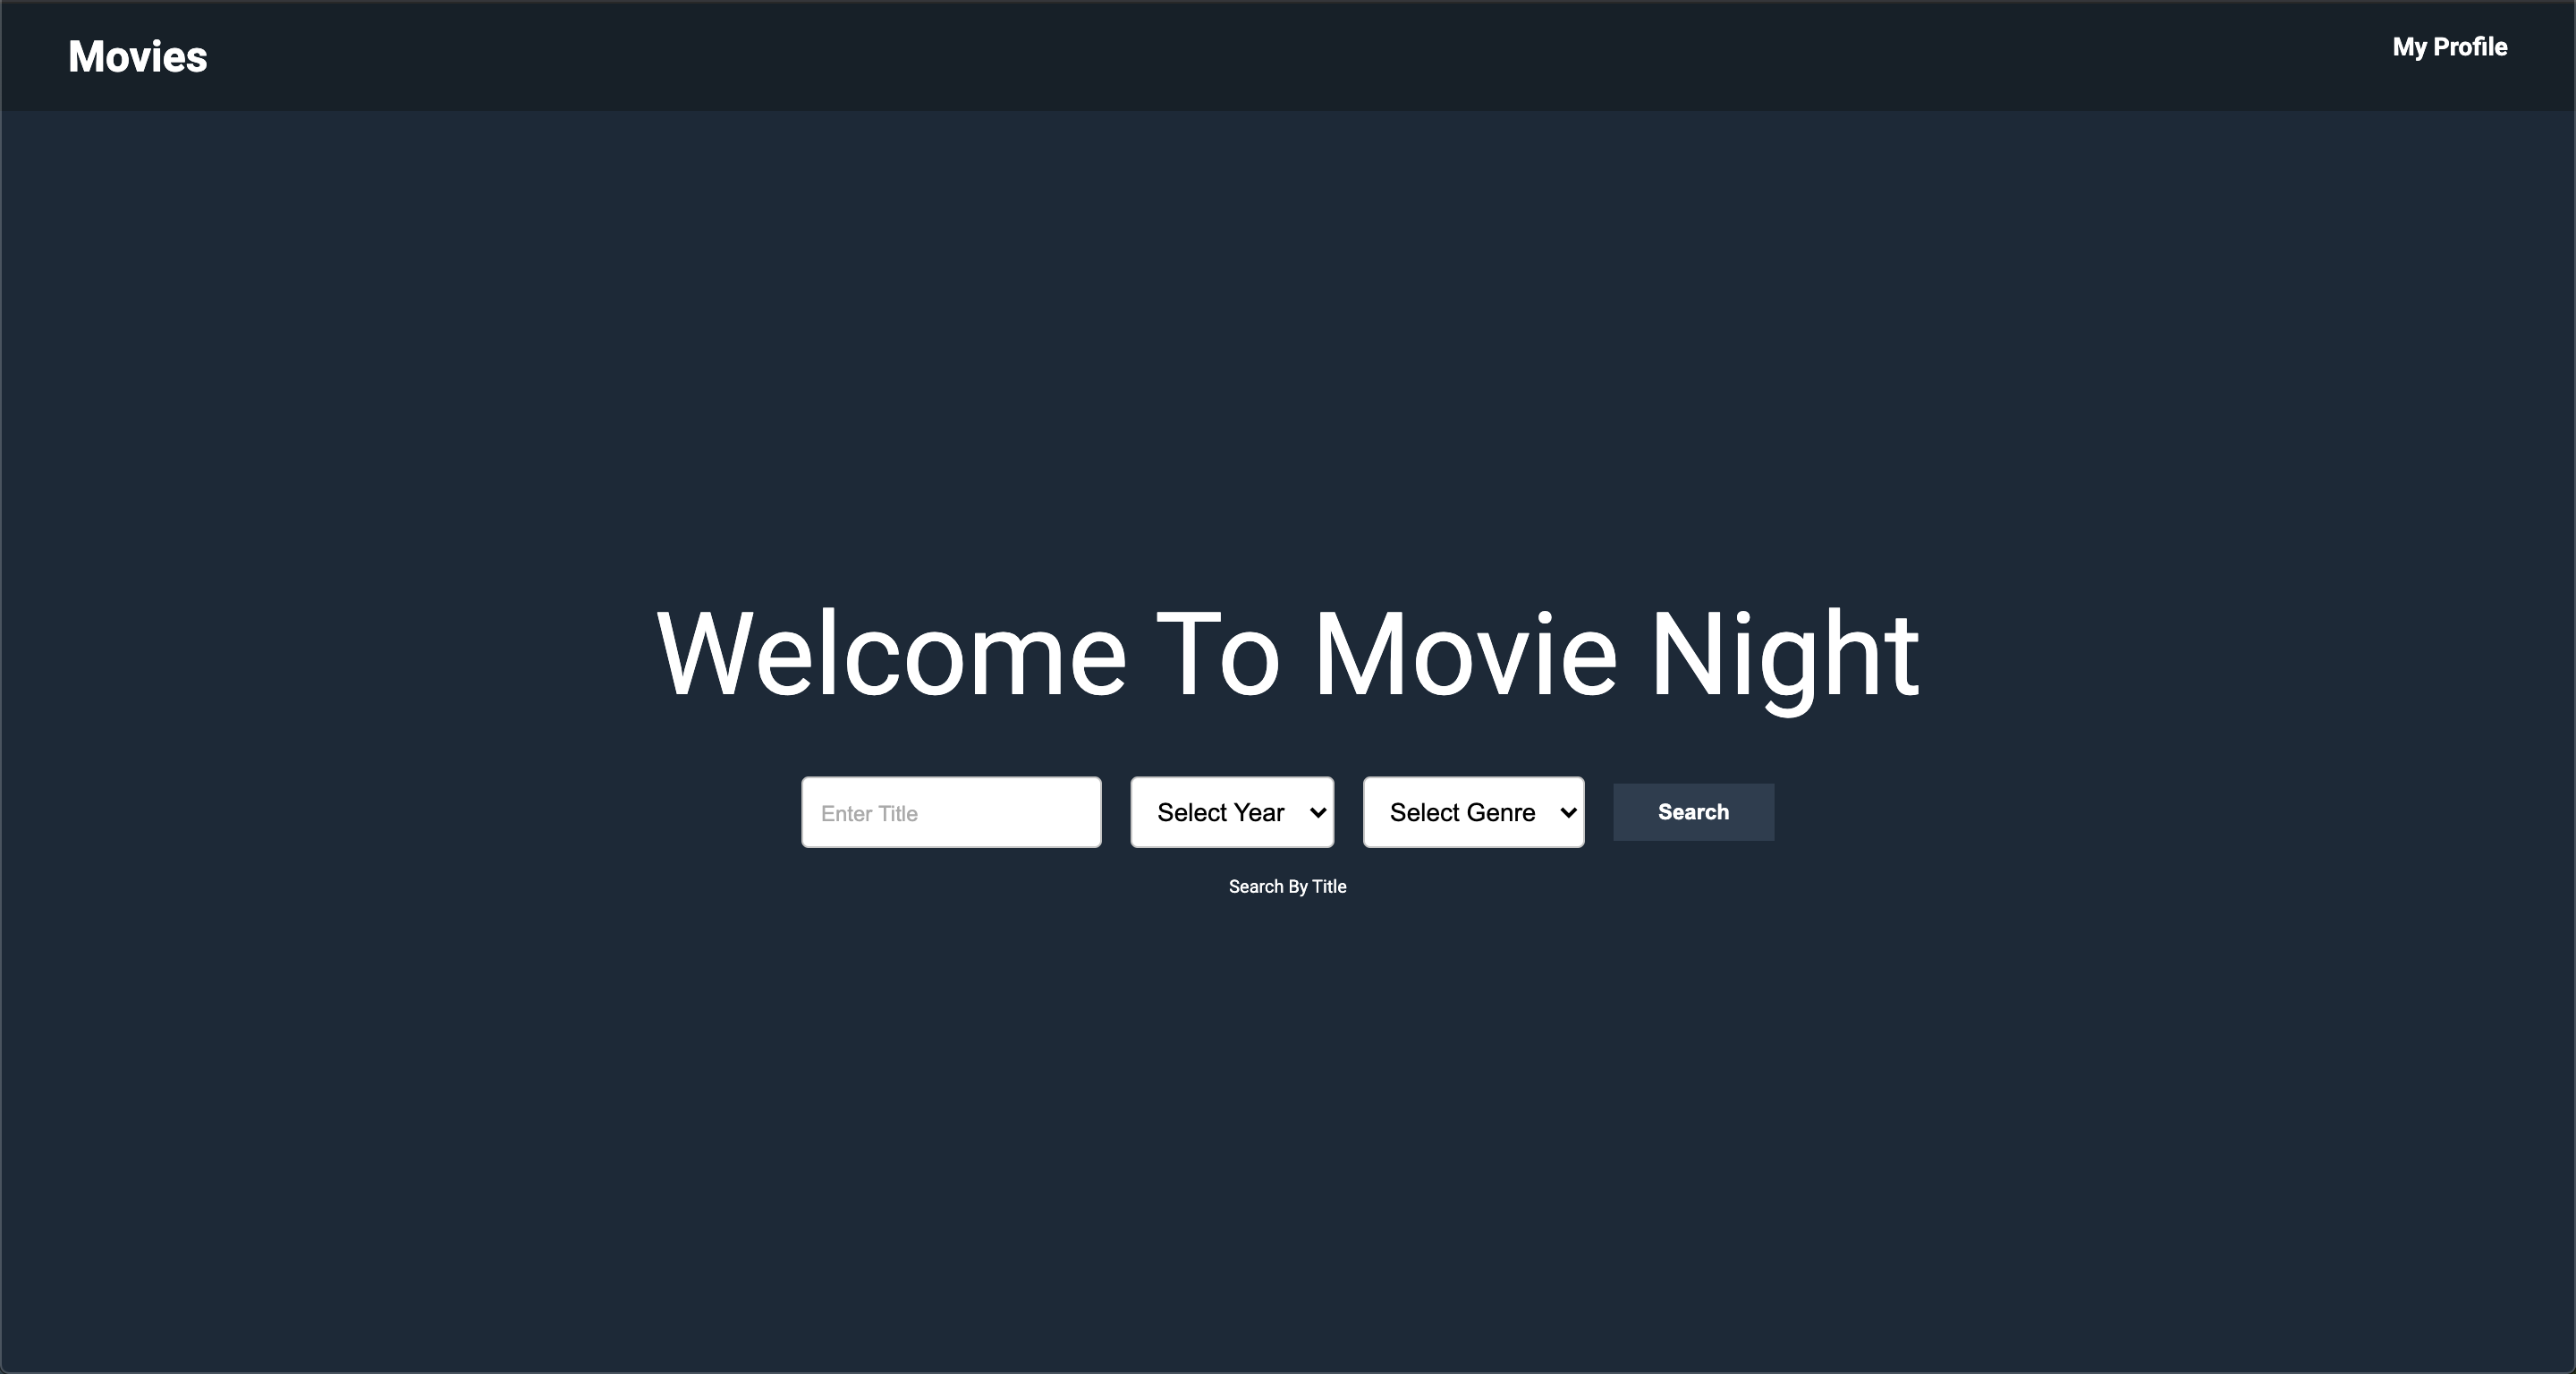 Movies
My Profile
Welcome To Movie Night
Enter Title
Select Year
Select Genre
Search
Search By Title